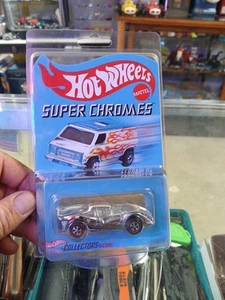 Hot Wheels
MATTEL
SUPER CHROMES
COLLECTORS